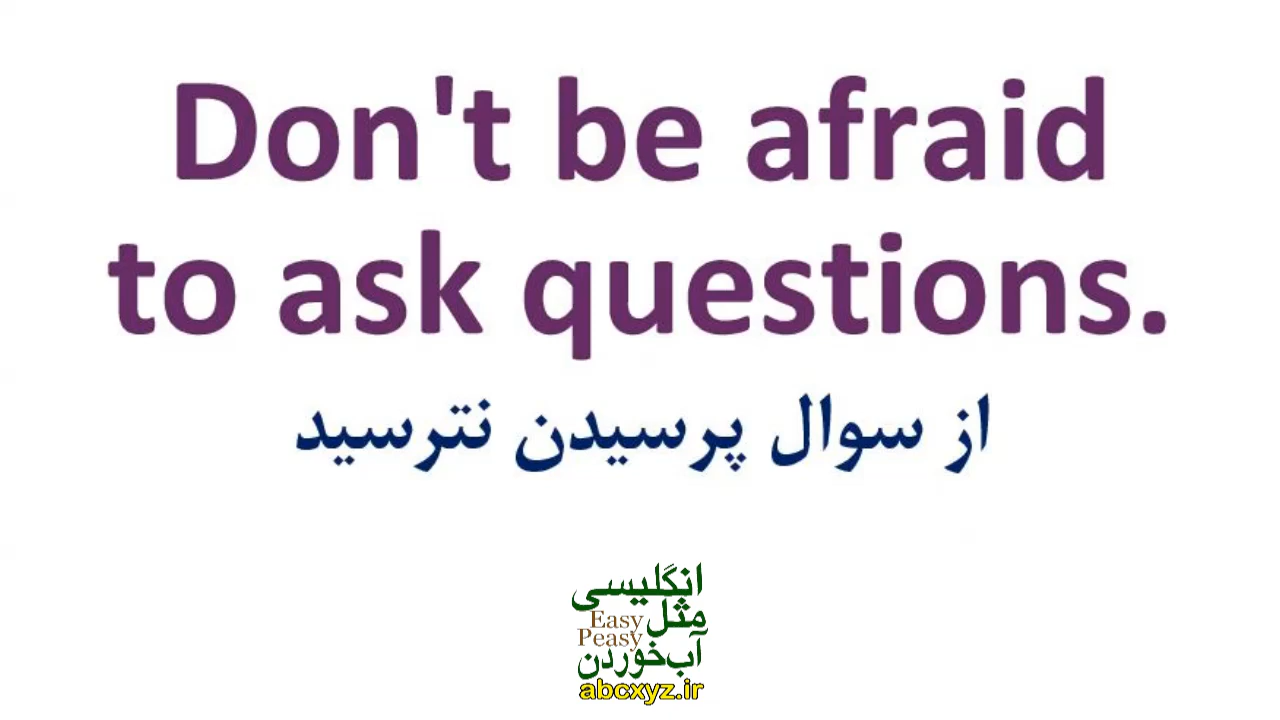 Don't be afraid
to ask questions.
از سوال پرسیدن نترسید
انگلیسی
مثل
Easy
Peasy
آب‌خوردن
abcxyz.ir